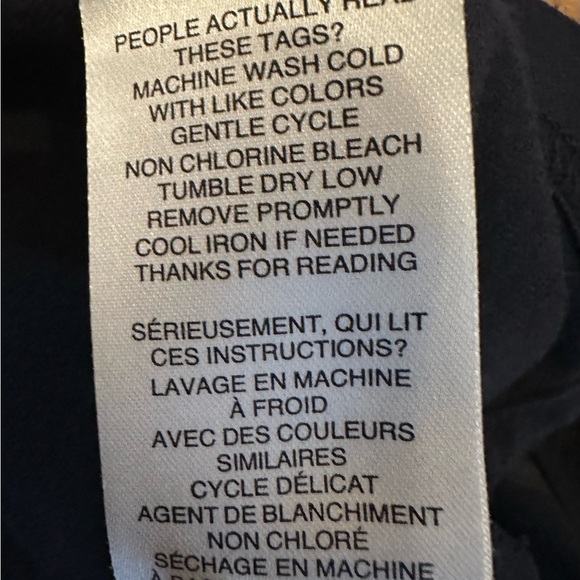 PEOPLE ACTUALLY READ
THESE TAGS?
MACHINE WASH COLD
WITH LIKE COLORS
GENTLE CYCLE
NON CHLORINE BLEACH
TUMBLE DRY LOW
REMOVE PROMPTLY
COOL IRON IF NEEDED
THANKS FOR READING
SÉRIEUSEMENT, QUI LIT
CES INSTRUCTIONS?
LAVAGE EN MACHINE
À FROID
AVEC DES COULEURS
SIMILAIRES
CYCLE DÉLICAT
AGENT DE BLANCHIMENT
NON CHLORÉ
SÉCHAGE EN MACHINE